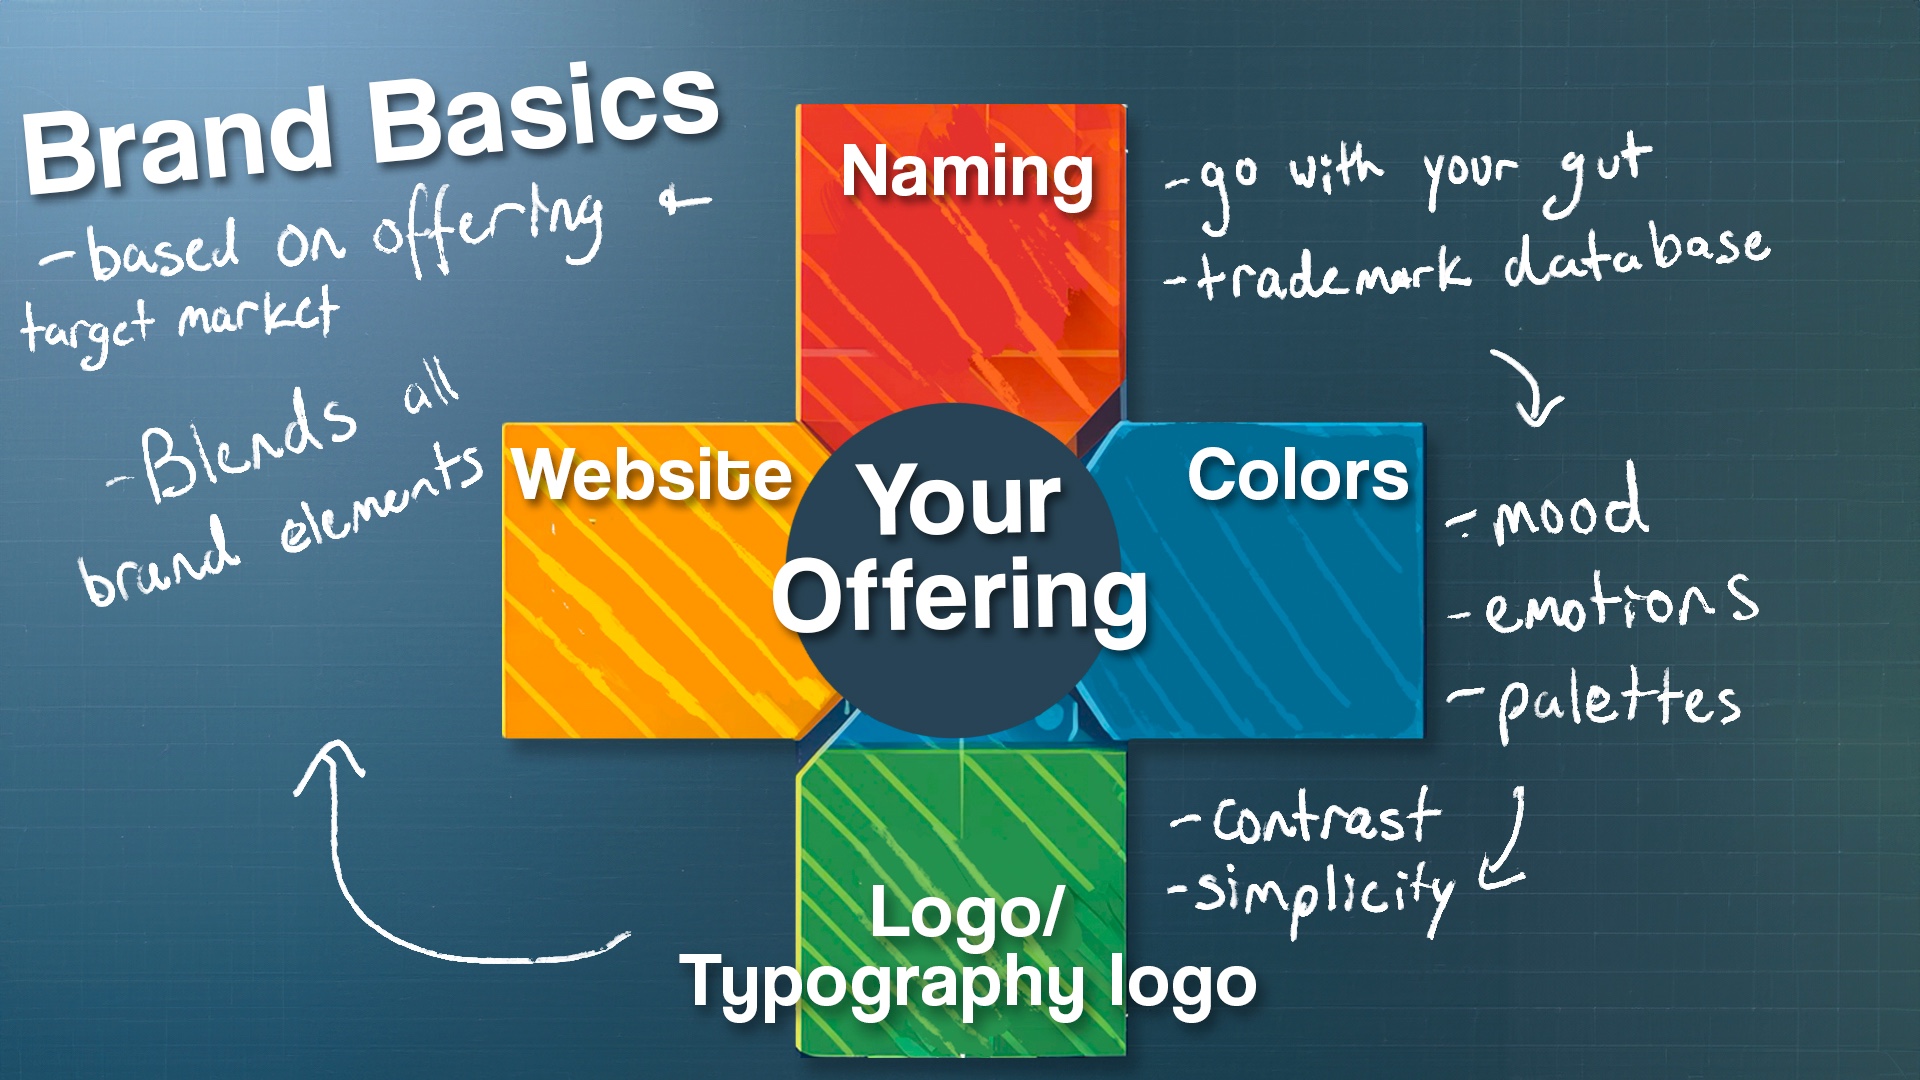 Brand Basics
-based on offering ←
target market
-Blends all
brand elements
Naming
-go with your gut
-trademark database
Website
Your
Offering
Colors
-mood
-emotions
-palettes
-contrast
-simplicity
Logo/
Typography logo